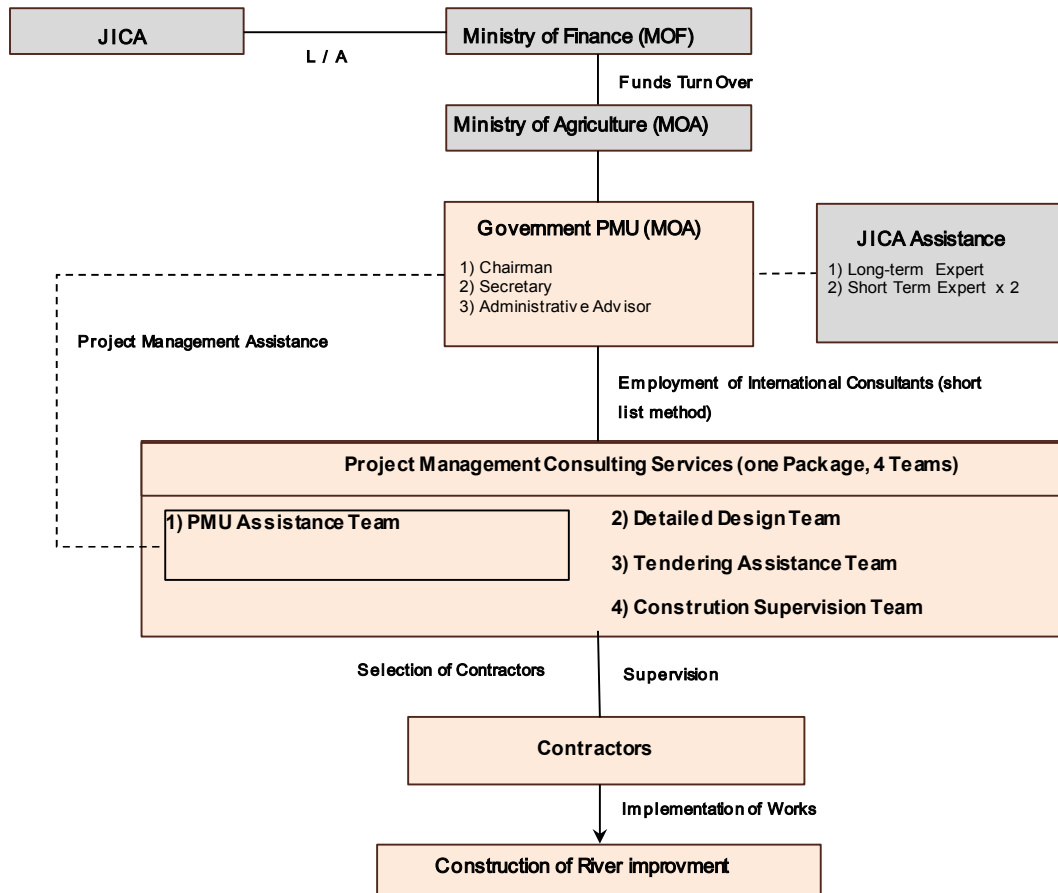 JICA
Ministry of Finance (MOF)
L / A
Funds Turn Over
Ministry of Agriculture (MOA)
Government PMU (MOA)
1) Chairman
2) Secretary
3) Administrative Advisor
JICA Assistance
1) Long-term Expert
2) Short Term Expert x 2
Project Management Assistance
Employment of International Consultants (short
list method)
Project Management Consulting Services (one Package, 4 Teams)
1) PMU Assistance Team
2) Detailed Design Team
3) Tendering Assistance Team
4) Constrution Supervision Team
Selection of Contractors
Supervision
Contractors
Implementation of Works
Construction of River improvment